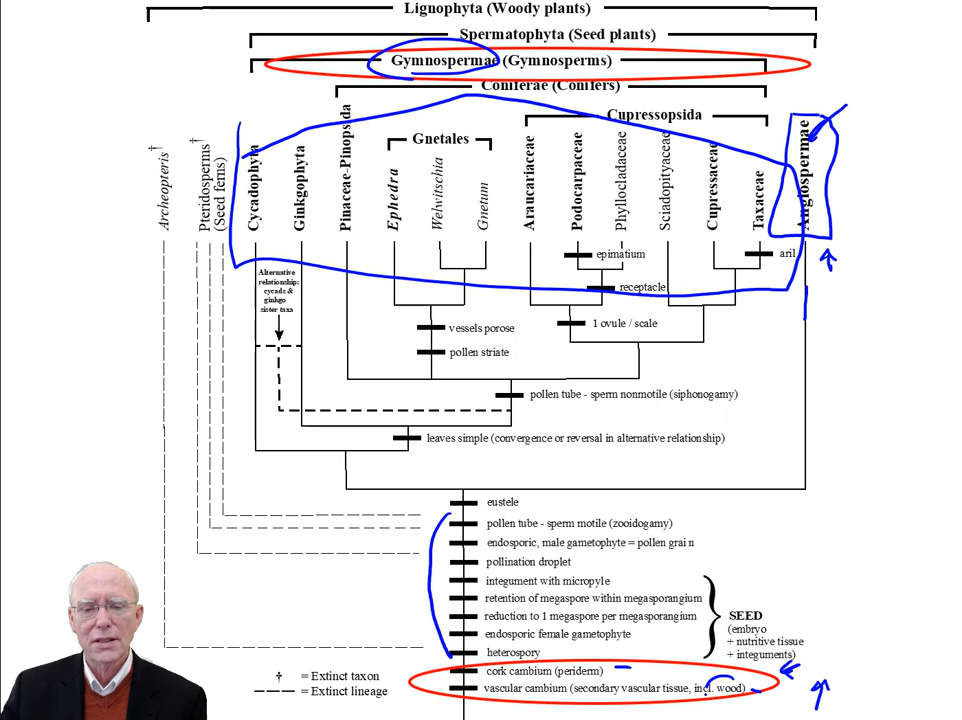 Lignophyta (Woody plants)
Spermatophyta (Seed plants)
Gymnospermae (Gymnosperms)
Coniferae (Conifers)
Cupressopsida
Gnetales
Archeopteris†
Pteridosperms†
(Seed ferns)
Cycadophyta
Ginkgophyta
Pinaceae-Pinopsida
Ephedra
Welwitschia
Gnetum
Araucariaceae
Podocarpaceae
Phyllocladaceae
Sciadopityaceae
Cupressaceae
Taxaceae
Angiospermae
epimatium
aril
receptacle
Alternative
relationship:
cycads &
ginkgo
sister taxa
vessels porose
1 ovule / scale
pollen striate
pollen tube - sperm nonmotile (siphonogamy)
leaves simple (convergence or reversal in alternative relationship)
eustele
pollen tube - sperm motile (zooidogamy)
endosporic, male gametophyte = pollen grain
pollination droplet
integument with micropyle
retention of megaspore within megasporangium
reduction to 1 megaspore per megasporangium
endosporic female gametophyte
heterospory
SEED
(embryo
+ nutritive tissue
+ integuments)
cork cambium (periderm)
vascular cambium (secondary vascular tissue, incl. wood)
† = Extinct taxon
= Extinct lineage